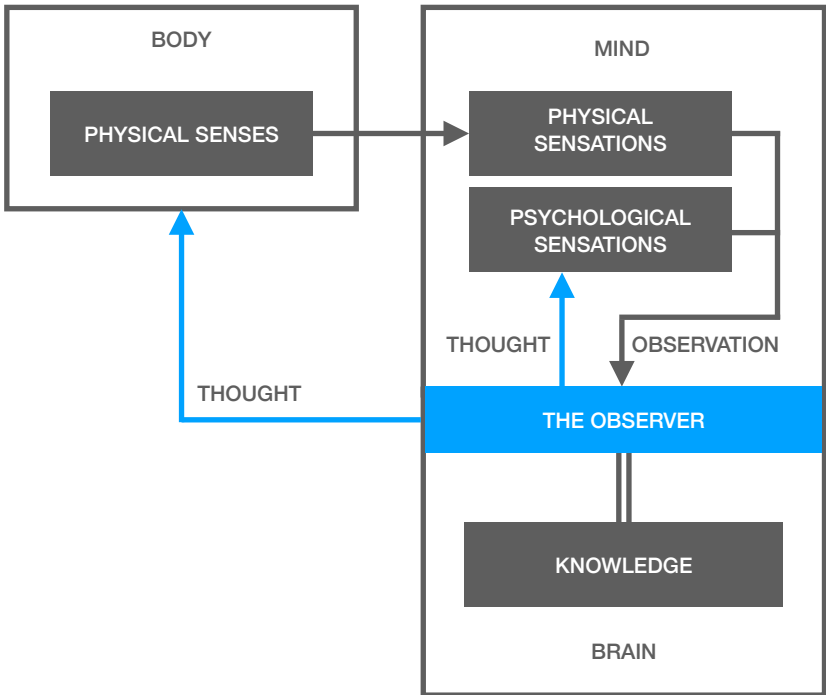 BODY
MIND
PHYSICAL SENSES
PHYSICAL
SENSATIONS
PSYCHOLOGICAL
SENSATIONS
THOUGHT
OBSERVATION
THOUGHT
THE OBSERVER
KNOWLEDGE
BRAIN